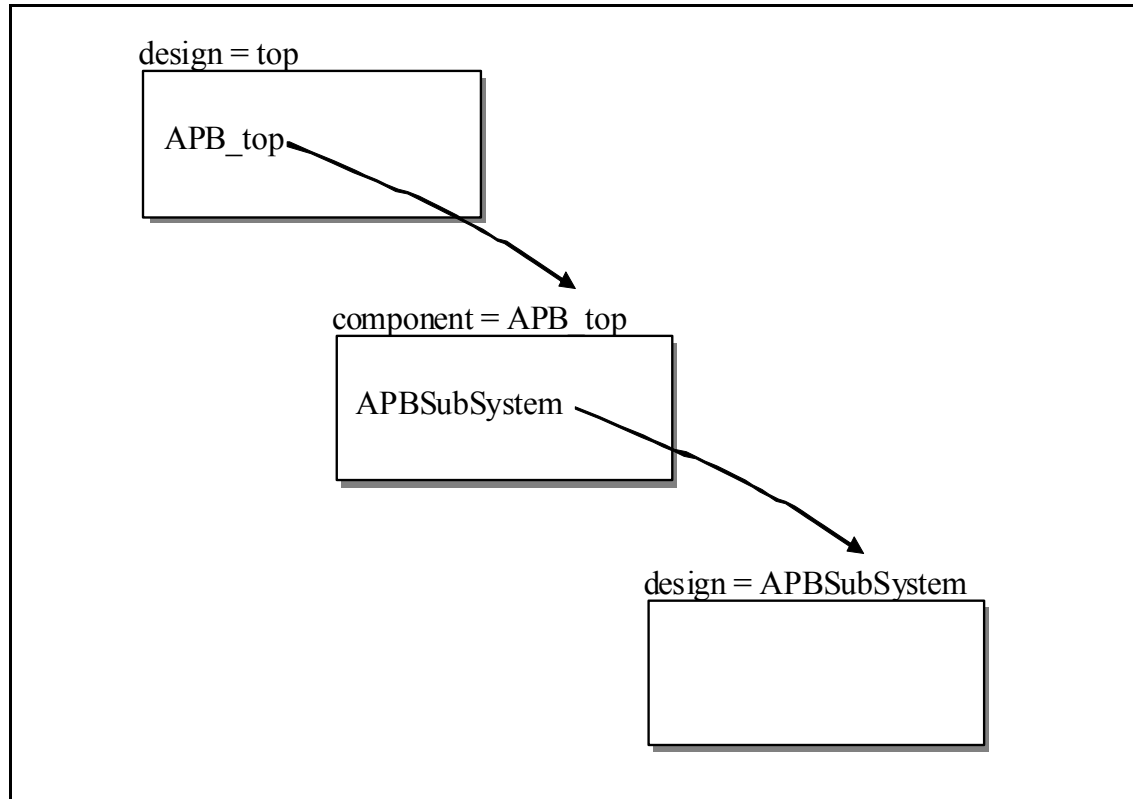 design = top
APB_top
component = APB_top
APBSubSystem
design = APBSubSystem